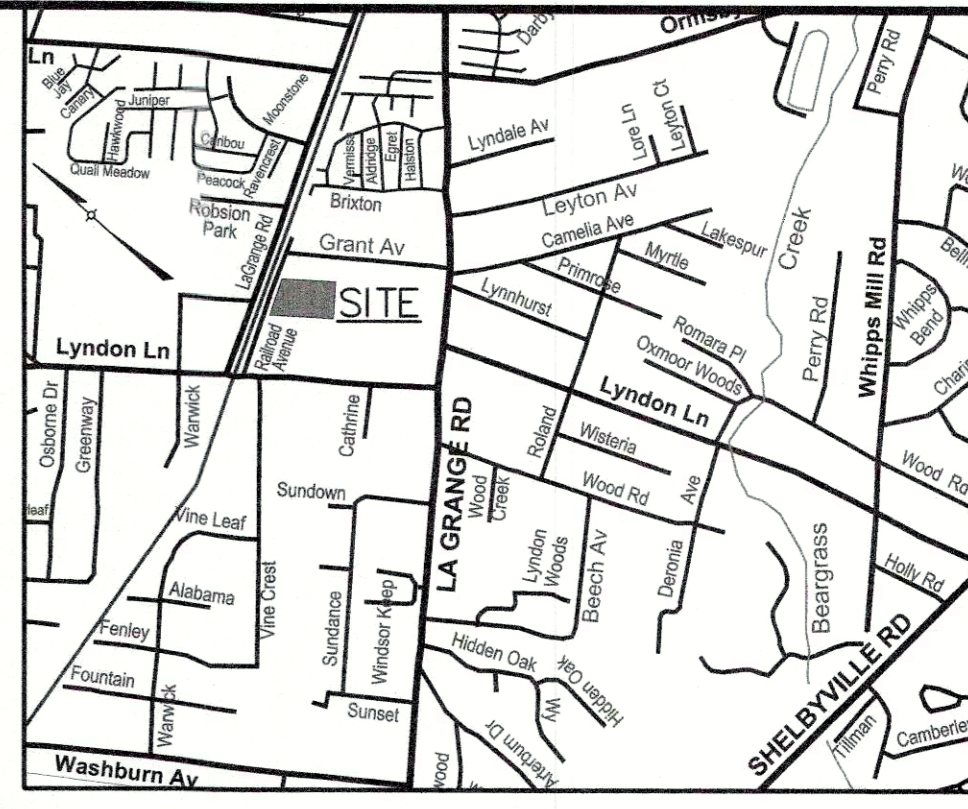 Ln
Blue
Jay
Canary
Hawkwood
Juniper
Quail Meadow
Caribou
Peacock
Ravencrest
Moonstone
Robsion
Park
LaGrange Rd
Vermissa
Aldridge
Egret
Halston
Brixton
Grant Av
SITE
Railroad
Avenue
Lyndon Ln
Darby
Perry Rd
Lyndale Av
Lore Ln
Leyton Ct
Leyton Av
Camelia Ave
Lakespur
Creek
Primrose
Myrtle
Lynnhurst
Romara Pl
Oxmoor Woods
Perry Rd
Whipps Mill Rd
Whipps
Bend
Lyndon Ln
Osborne Dr
Greenway
Warwick
Cathrine
LA GRANGE RD
Roland
Wisteria
Wood Rd
Wood
Creek
Ave
Deronia
Wood Rd
Sundown
Vine Leaf
Vine Crest
Alabama
Fenley
Fountain
Warwick
Sundance
Windsor Keep
Sunset
Lyndon
Woods
Beech Av
Beargrass
Holly Rd
Hidden Oak
Hidden Oak
Wy
Arterburn Dr
SHELBYVILLE RD
Tillman
Washburn Av